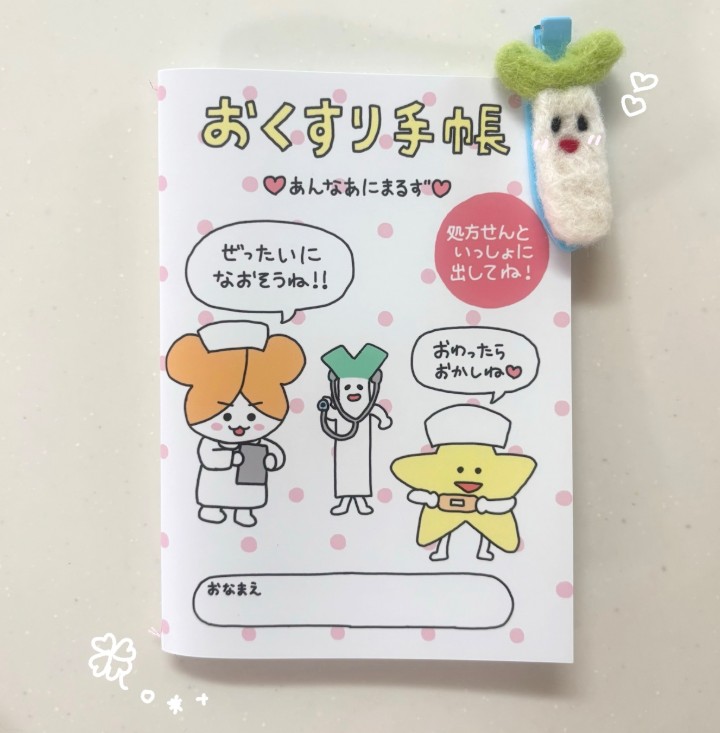 おくすり手帳
♥あんなあにまるず♥
処方せんと
いっしょに
出してね!
ぜったいに
なおそうね!!
おわったら
おかしね♥
おなまえ